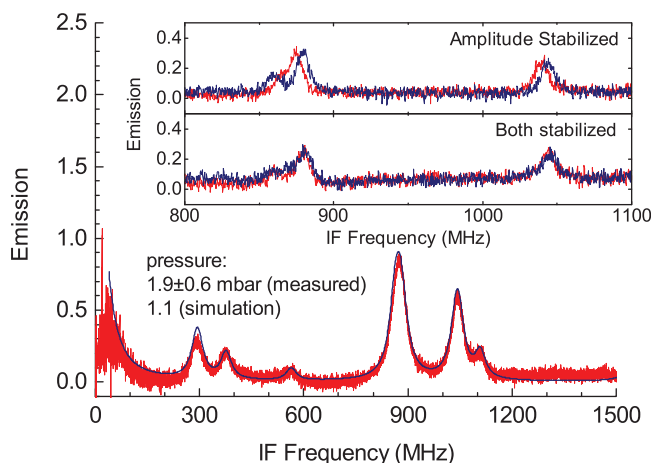 2.5
2.0
1.5
1.0
0.5
0.0
Emission
0 300 600 900 1200 1500
IF Frequency (MHz)
pressure:
1.9±0.6 mbar (measured)
1.1 (simulation)
Amplitude Stabilized
0.4
0.2
0.0
Emission
Both stabilized
0.4
0.2
0.0
800 900 1000 1100
IF Frequency (MHz)